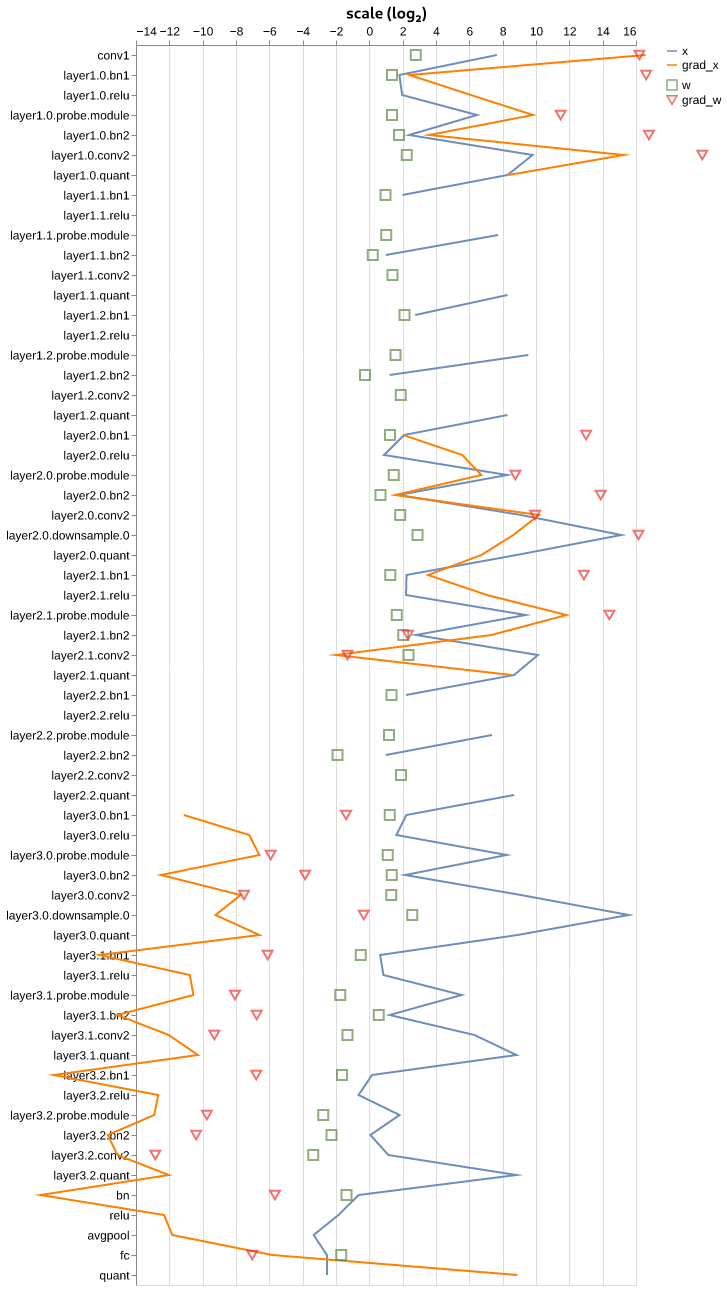 scale (log₂)
−14 −12 −10 −8 −6 −4 −2 0 2 4 6 8 10 12 14 16
x
grad_x
w
grad_w
conv1
layer1.0.bn1
layer1.0.relu
layer1.0.probe.module
layer1.0.bn2
layer1.0.conv2
layer1.0.quant
layer1.1.bn1
layer1.1.relu
layer1.1.probe.module
layer1.1.bn2
layer1.1.conv2
layer1.1.quant
layer1.2.bn1
layer1.2.relu
layer1.2.probe.module
layer1.2.bn2
layer1.2.conv2
layer1.2.quant
layer2.0.bn1
layer2.0.relu
layer2.0.probe.module
layer2.0.bn2
layer2.0.conv2
layer2.0.downsample.0
layer2.0.quant
layer2.1.bn1
layer2.1.relu
layer2.1.probe.module
layer2.1.bn2
layer2.1.conv2
layer2.1.quant
layer2.2.bn1
layer2.2.relu
layer2.2.probe.module
layer2.2.bn2
layer2.2.conv2
layer2.2.quant
layer3.0.bn1
layer3.0.relu
layer3.0.probe.module
layer3.0.bn2
layer3.0.conv2
layer3.0.downsample.0
layer3.0.quant
layer3.1.bn1
layer3.1.relu
layer3.1.probe.module
layer3.1.bn2
layer3.1.conv2
layer3.1.quant
layer3.2.bn1
layer3.2.relu
layer3.2.probe.module
layer3.2.bn2
layer3.2.conv2
layer3.2.quant
bn
relu
avgpool
fc
quant